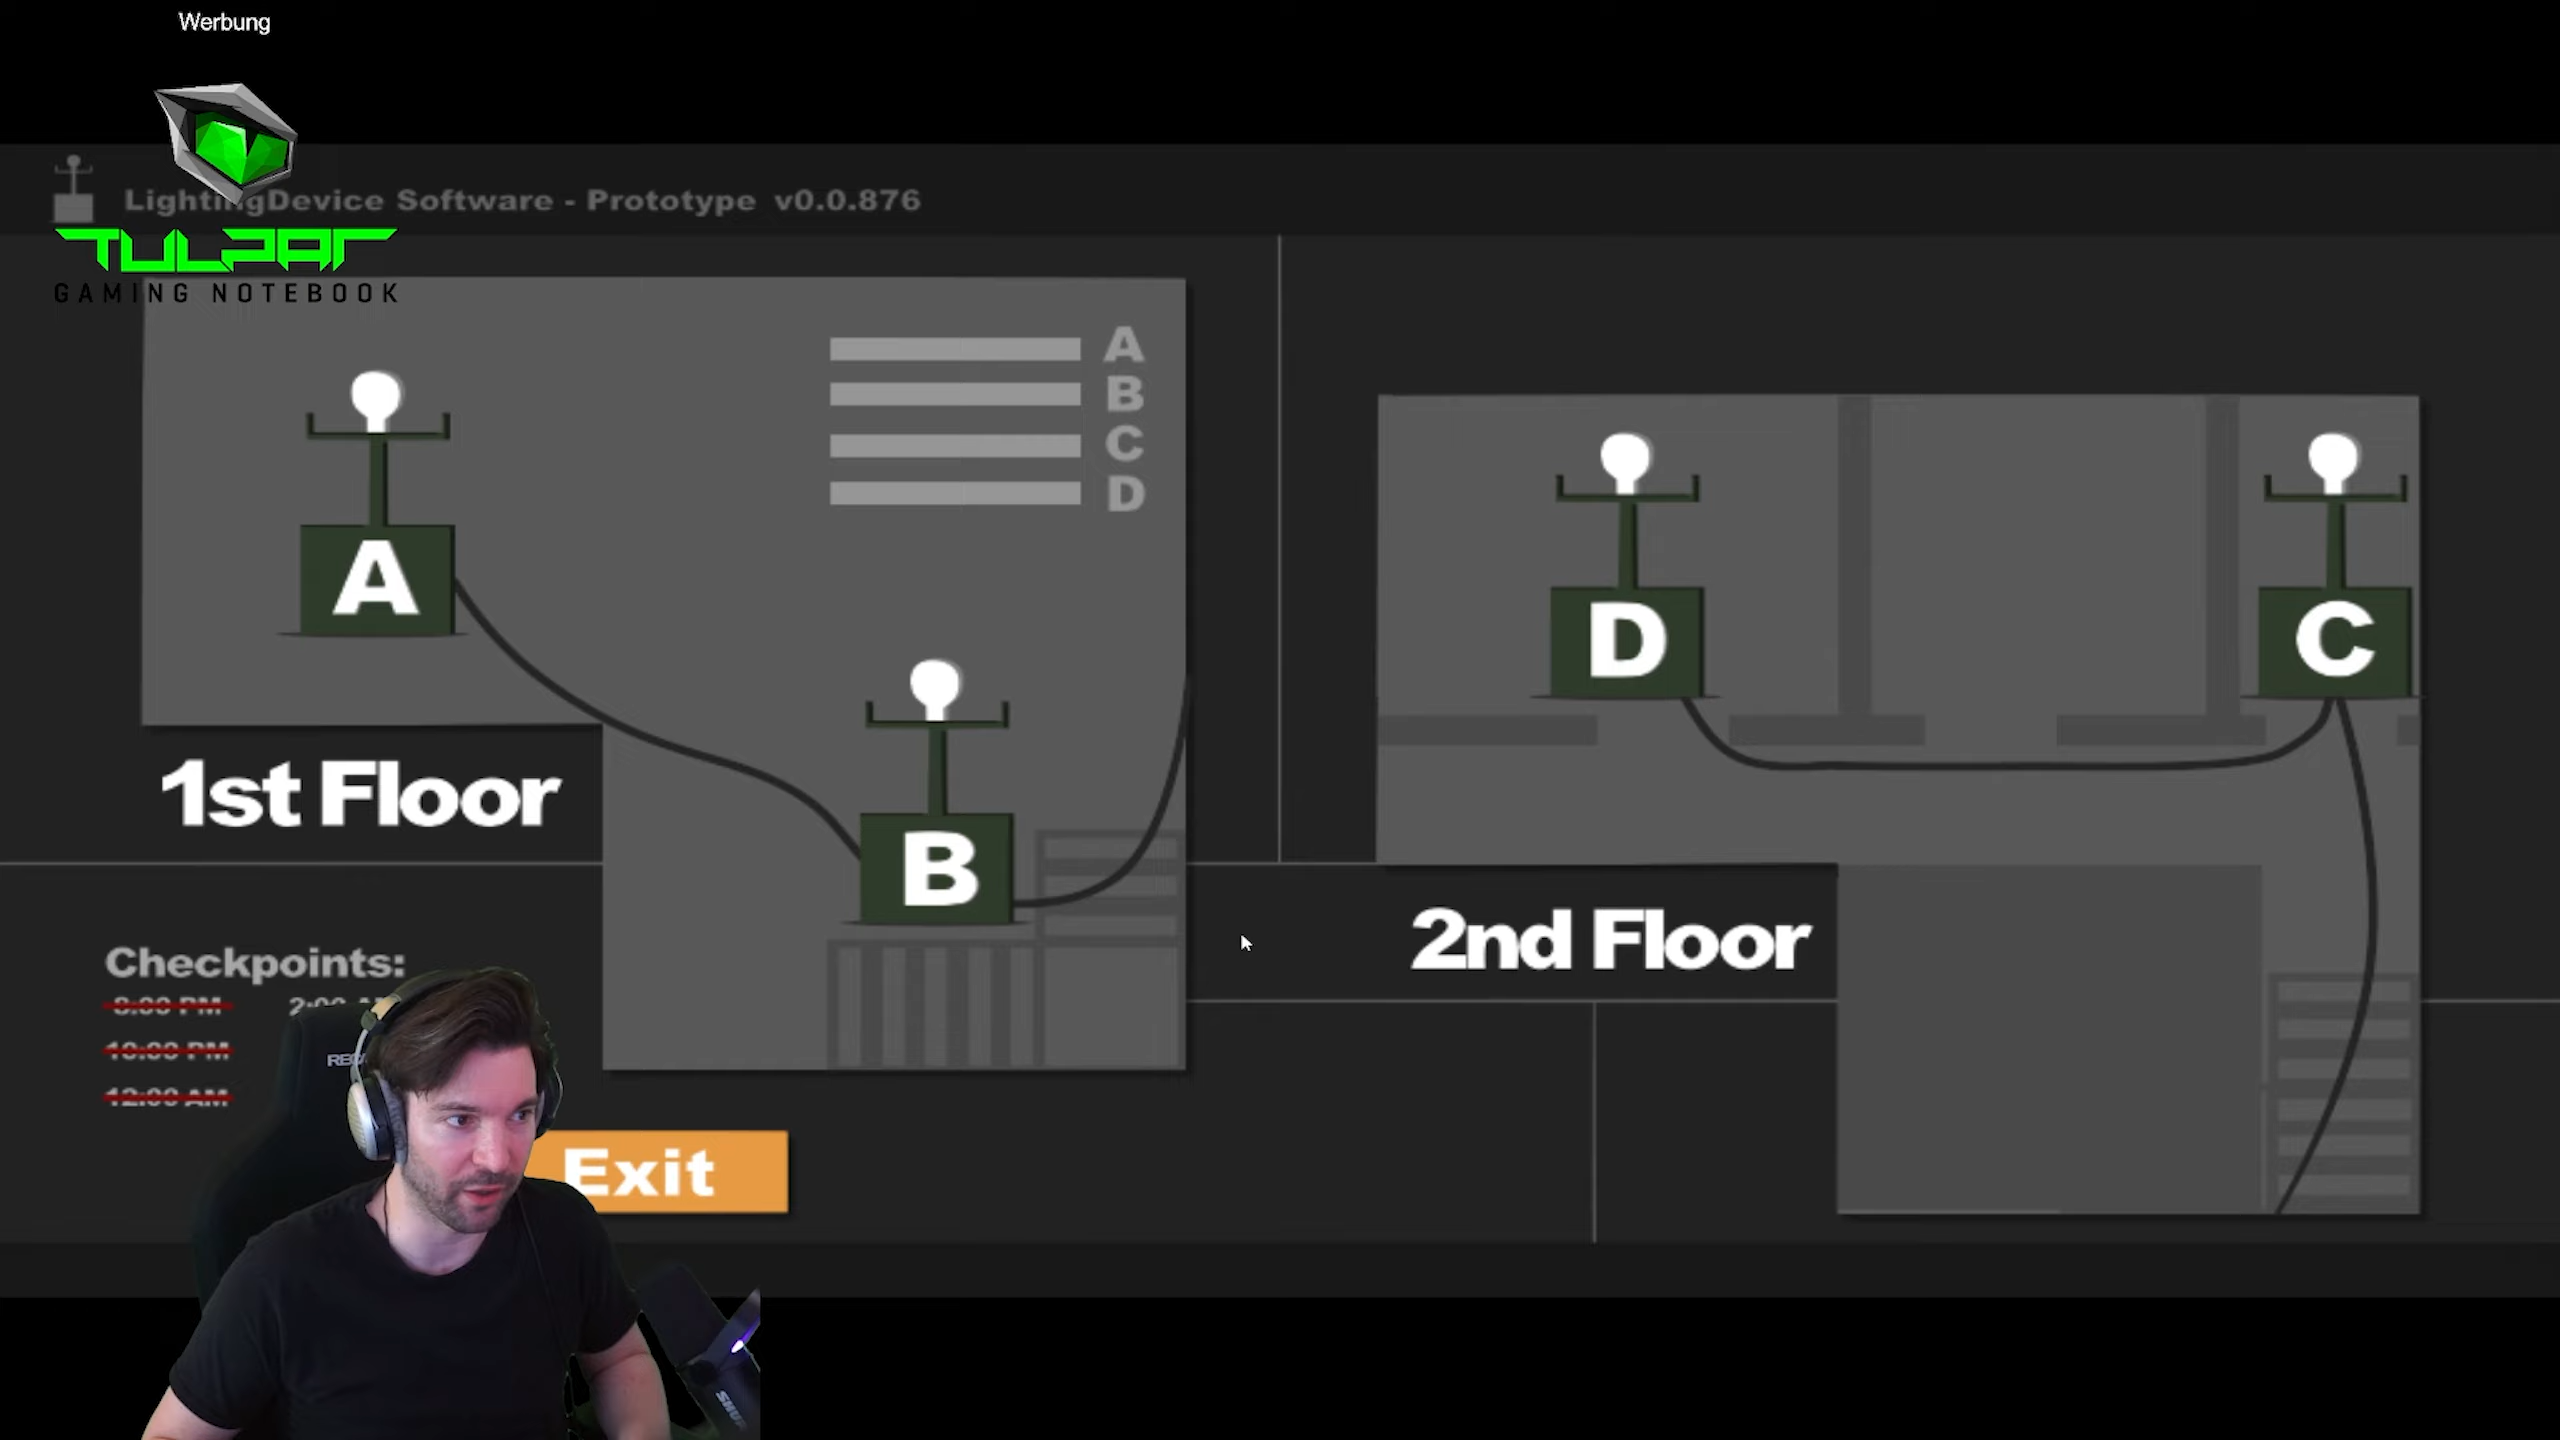 Werbung
LightingDevice Software - Prototype v0.0.876
TULPAR
GAMING NOTEBOOK
A
B
C
D
A
B
D
C
1st Floor
2nd Floor
Checkpoints:
8:00 PM
10:00 PM
12:00 AM
Exit